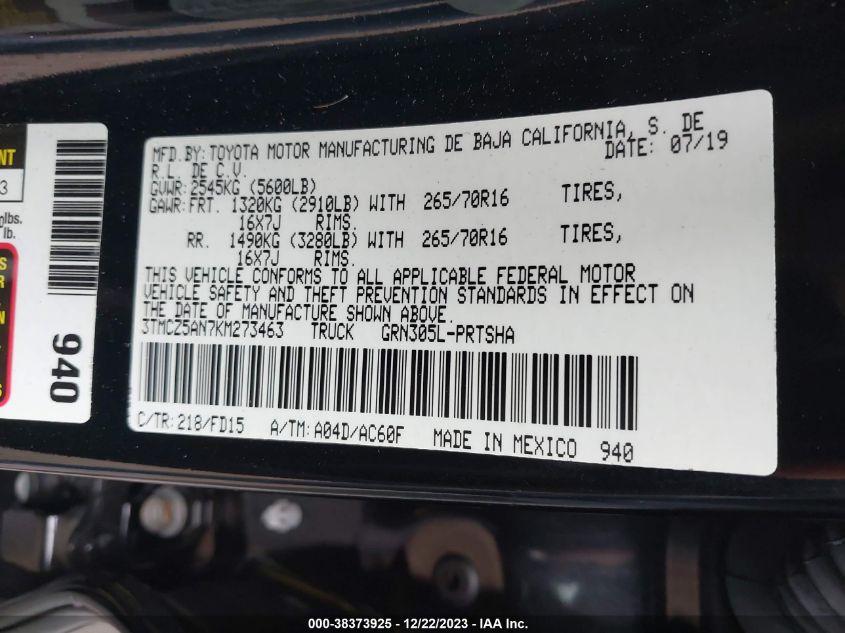 MFD.BY:TOYOTA MOTOR MANUFACTURING DE BAJA CALIFORNIA, S. DE
R.L. DE C.V. DATE: 07/19
GVWR:2545KG (5600LB)
GAWR:FRT. 1320KG (2910LB) WITH 265/70R16 TIRES,
16X7J RIMS.
RR. 1490KG (3280LB) WITH 265/70R16 TIRES,
16X7J RIMS.
THIS VEHICLE CONFORMS TO ALL APPLICABLE FEDERAL MOTOR
VEHICLE SAFETY AND THEFT PREVENTION STANDARDS IN EFFECT ON
THE DATE OF MANUFACTURE SHOWN ABOVE.
3TMCZ5AN7KM273463 TRUCK GRN305L-PRTSHA
C/TR:218/FD15 A/TM:A04D/AC60F MADE IN MEXICO 940
NT
3
lbs.
lb.
S
R
N
S
940
000-38373925 - 12/22/2023 - IAA Inc.